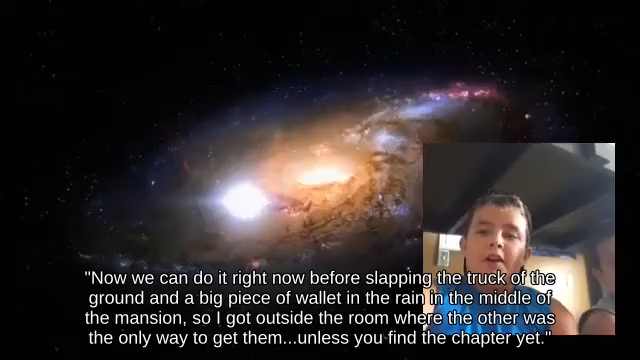 "Now we can do it right now before slapping the truck of the
ground and a big piece of wallet in the rain in the middle of
the mansion, so I got outside the room where the other was
the only way to get them...unless you find the chapter yet."